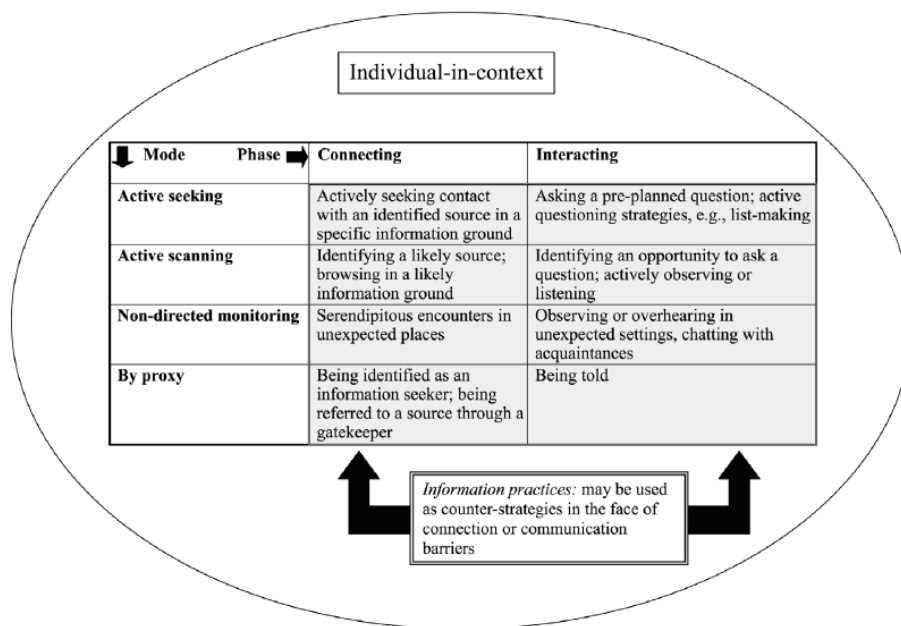 Individual-in-context
Mode Phase Connecting Interacting
Active seeking
Actively seeking contact
with an identified source in a
specific information ground
Asking a pre-planned question; active
questioning strategies, e.g., list-making
Active scanning
Identifying a likely source;
browsing in a likely
information ground
Identifying an opportunity to ask a
question; actively observing or
listening
Non-directed monitoring
Serendipitous encounters in
unexpected places
Observing or overhearing in
unexpected settings, chatting with
acquaintances
By proxy
Being identified as an
information seeker; being
referred to a source through a
gatekeeper
Being told
Information practices: may be used
as counter-strategies in the face of
connection or communication
barriers